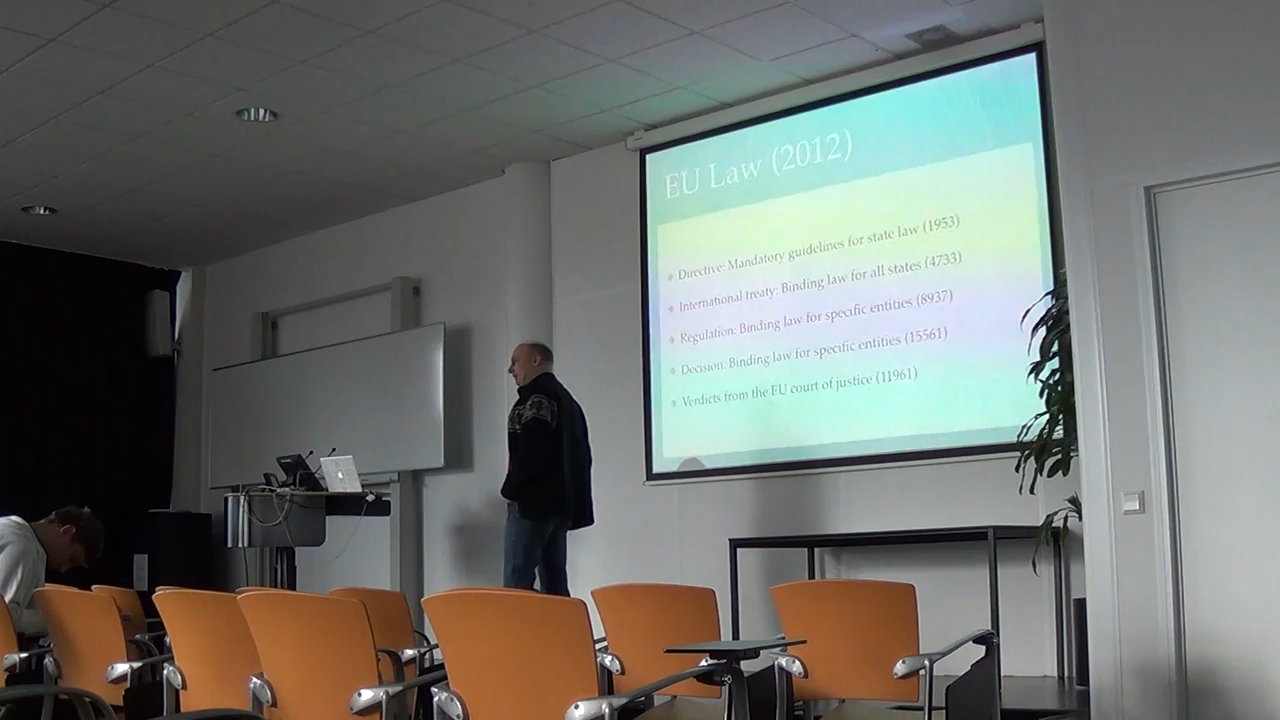 EU Law (2012)
Directive: Mandatory guidelines for state law (1953)
International treaty: Binding law for all states (4733)
Regulation: Binding law for specific entities (8937)
Decision: Binding law for specific entities (15561)
Verdicts from the EU court of justice (11961)